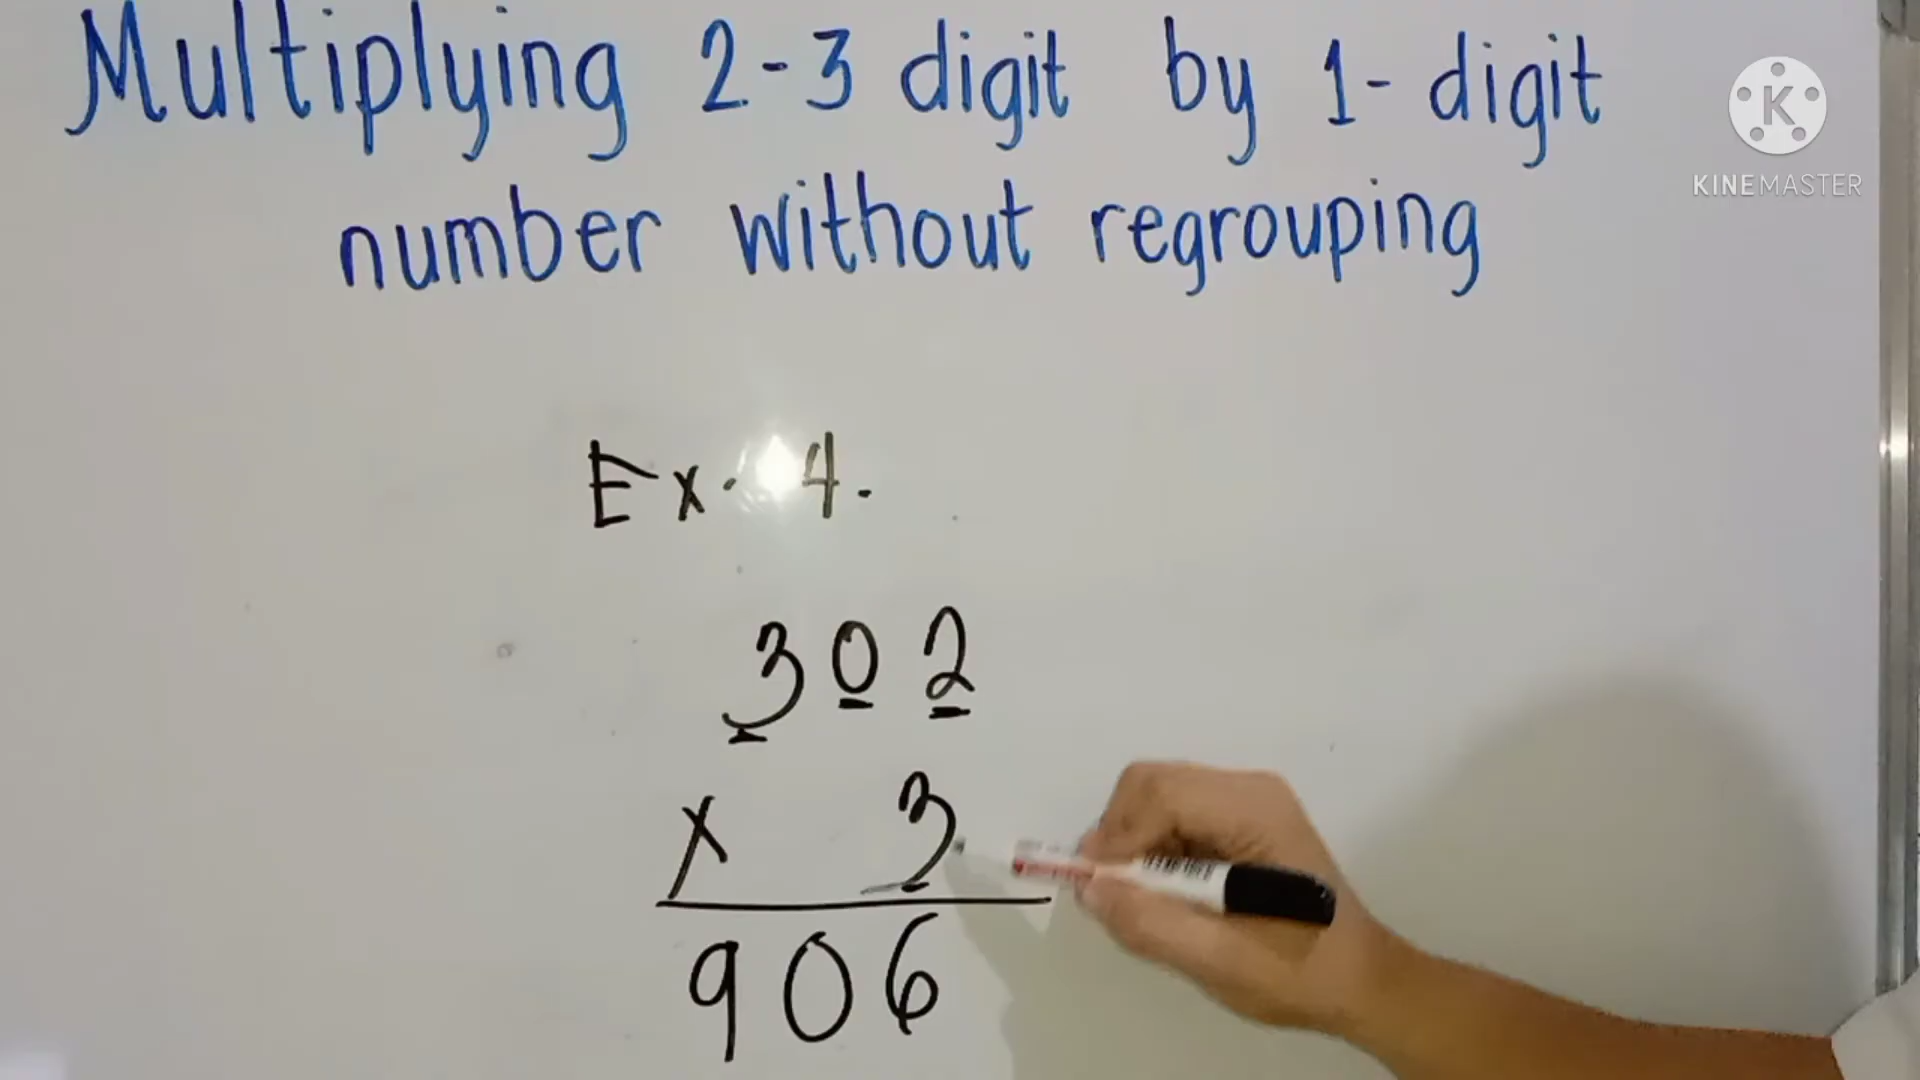 Multiplying 2-3 digit by 1-digit
number without regrouping
K
KINEMASTER
Ex. 4.
302
x 3
906